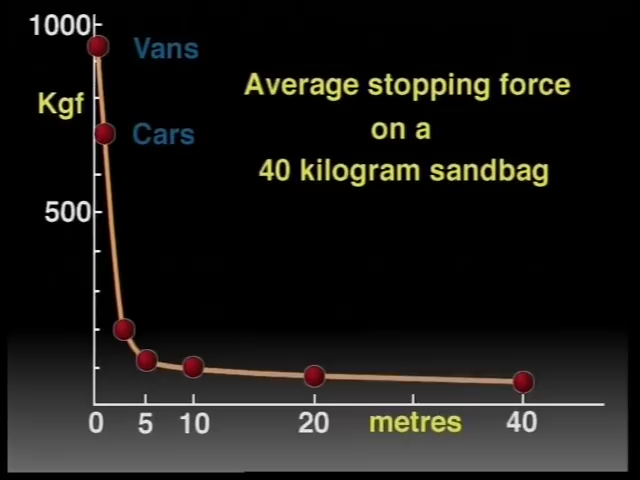 1000
Vans
Kgf
Average stopping force
Cars
on a
40 kilogram sandbag
500
0 5 10 20 metres 40